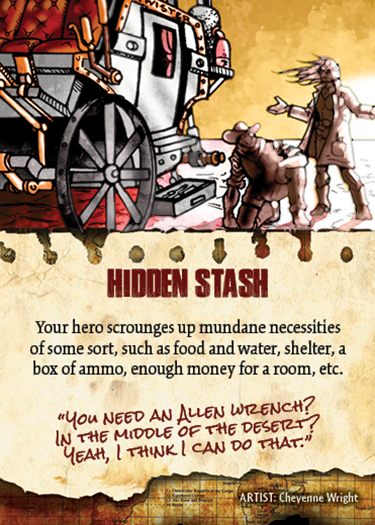 TWISTER
HIDDEN STASH
Your hero scrounges up mundane necessities
of some sort, such as food and water, shelter, a
box of ammo, enough money for a room, etc.
"You need an Allen wrench?
In the middle of the desert?
Yeah, I think I can do that."
ARTIST: Cheyenne Wright